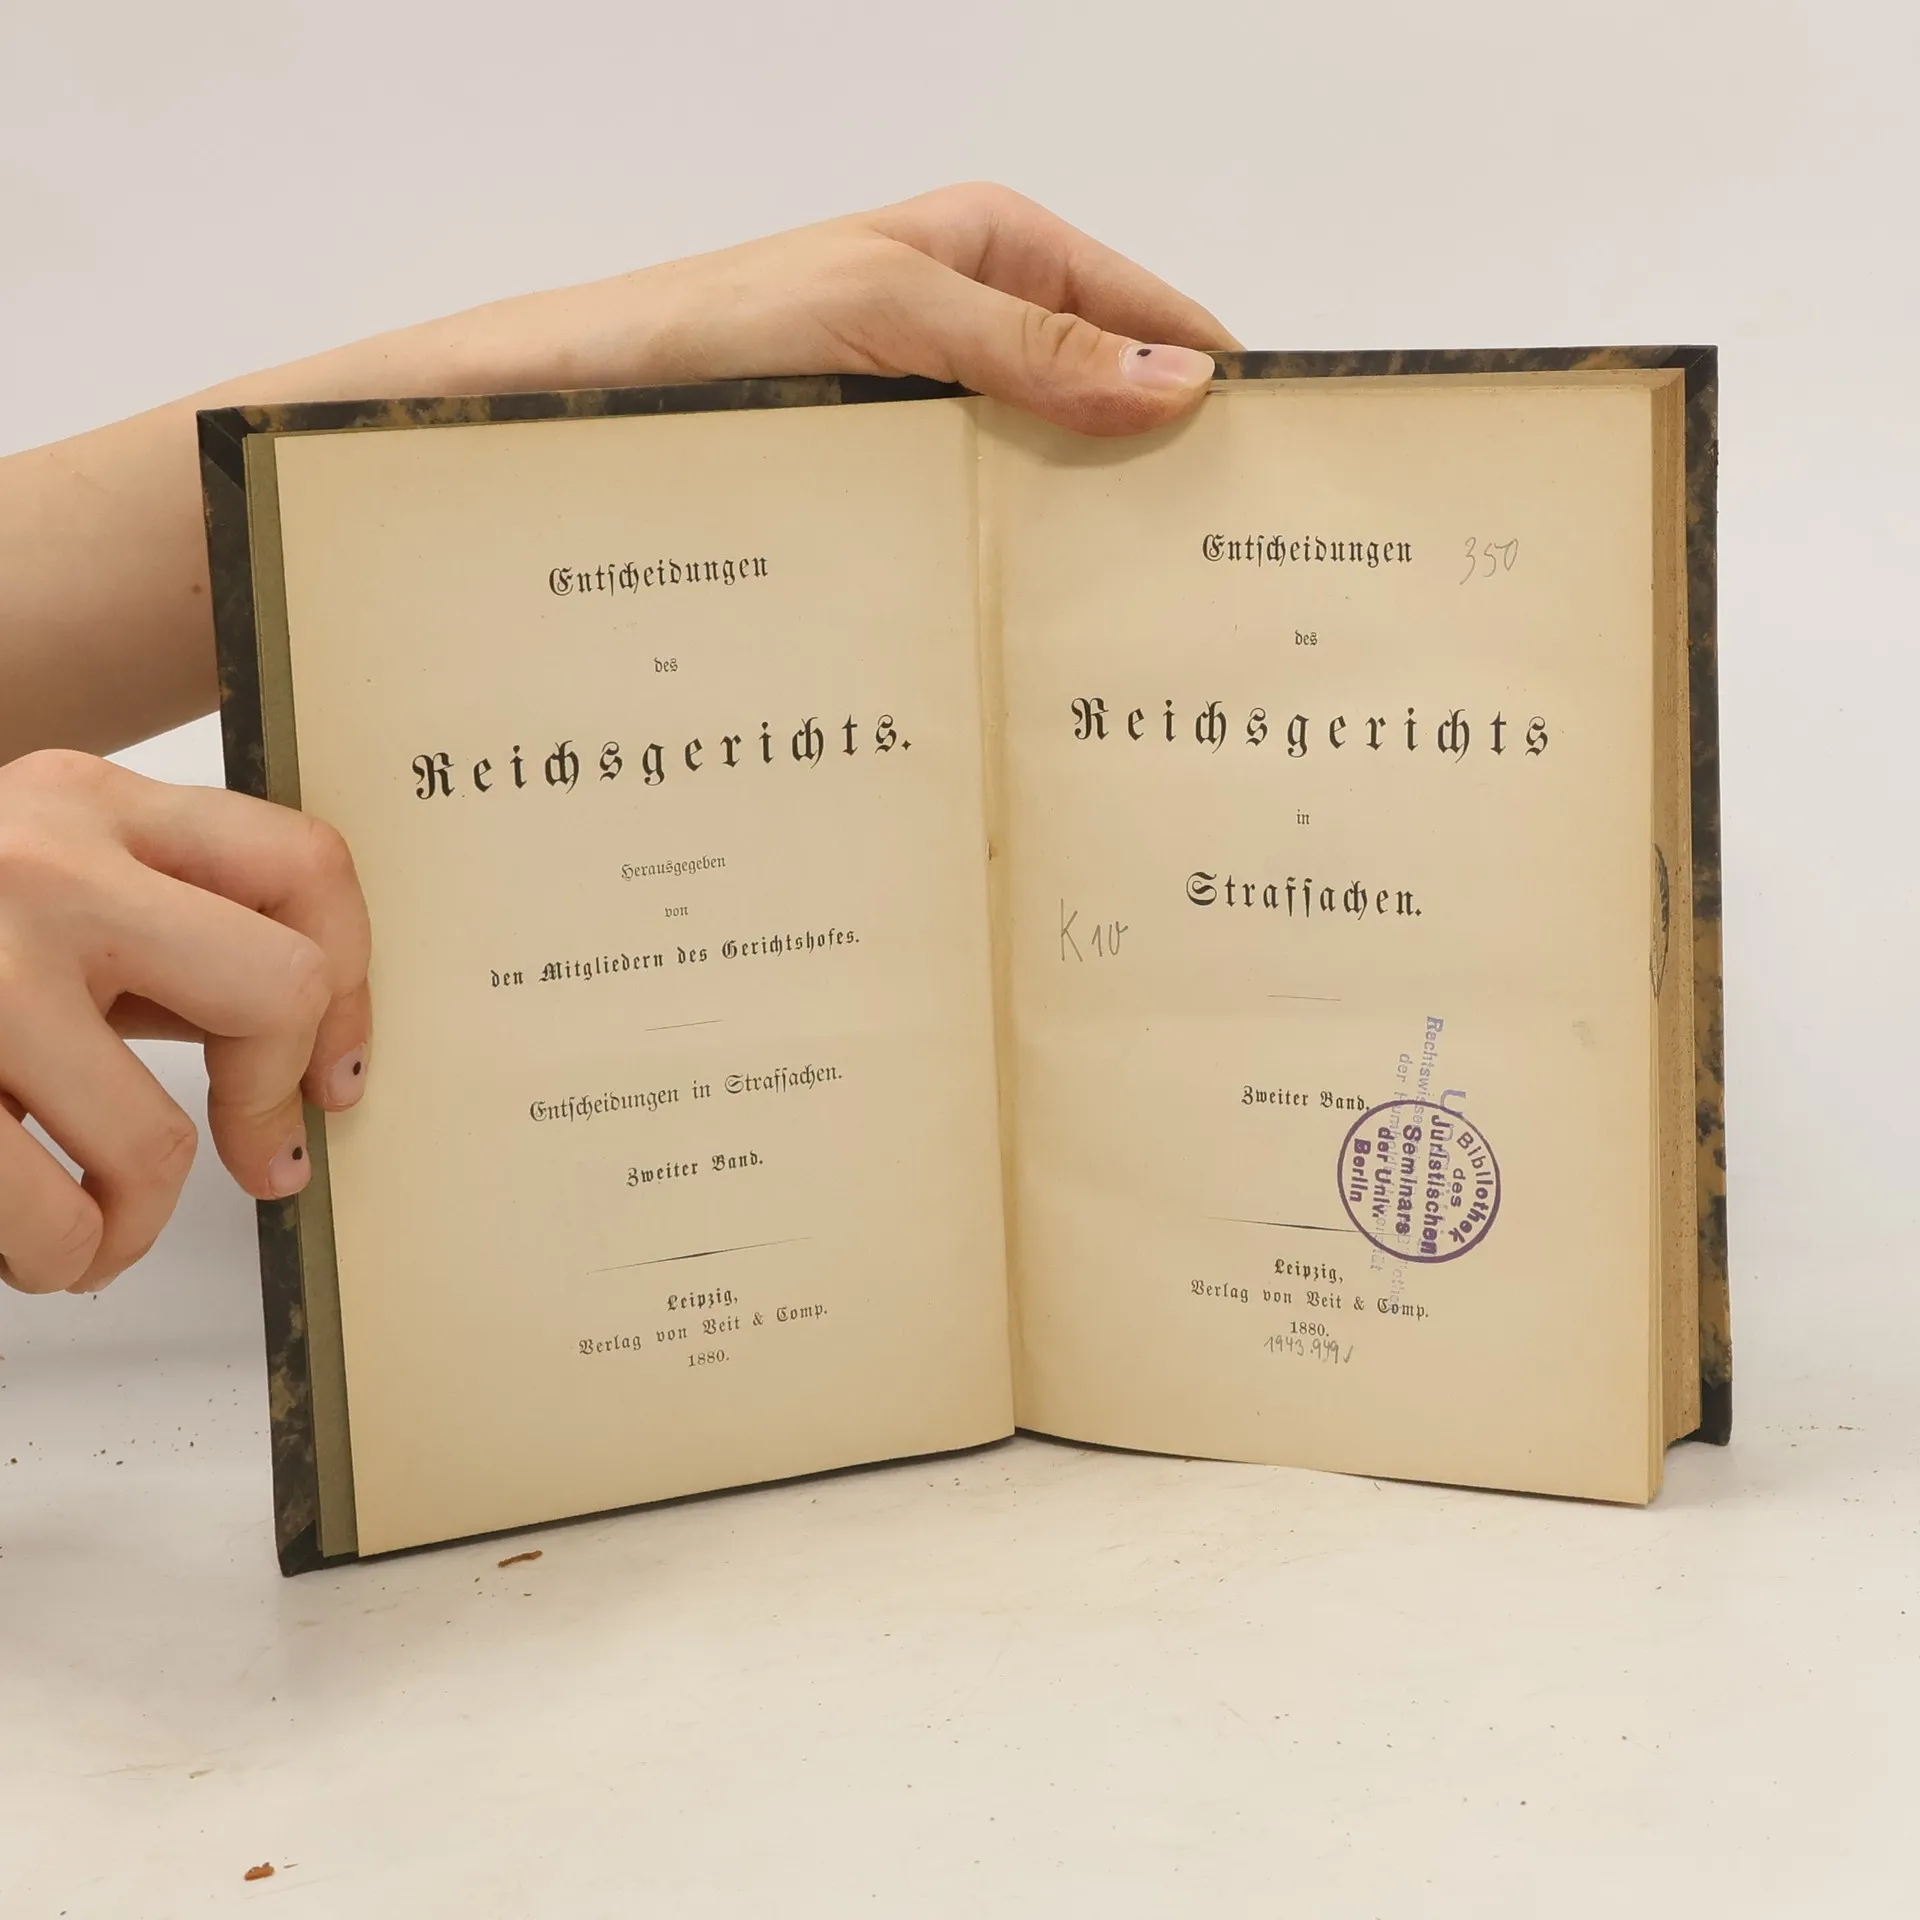 Entscheidungen
des
Reichsgerichts.
Herausgegeben
von
den Mitgliedern des Gerichtshofes.
Entscheidungen in Strafsachen.
Zweiter Band.
Leipzig,
Verlag von Veit & Comp.
1880.
Entscheidungen
350
des
Reichsgerichts
in
Strafsachen.
K 10
Zweiter Band.
Bibliothek
des
Juristischen
Seminars
der Univ.
Berlin
Leipzig,
Verlag von Veit & Comp.
1880.
1943.949